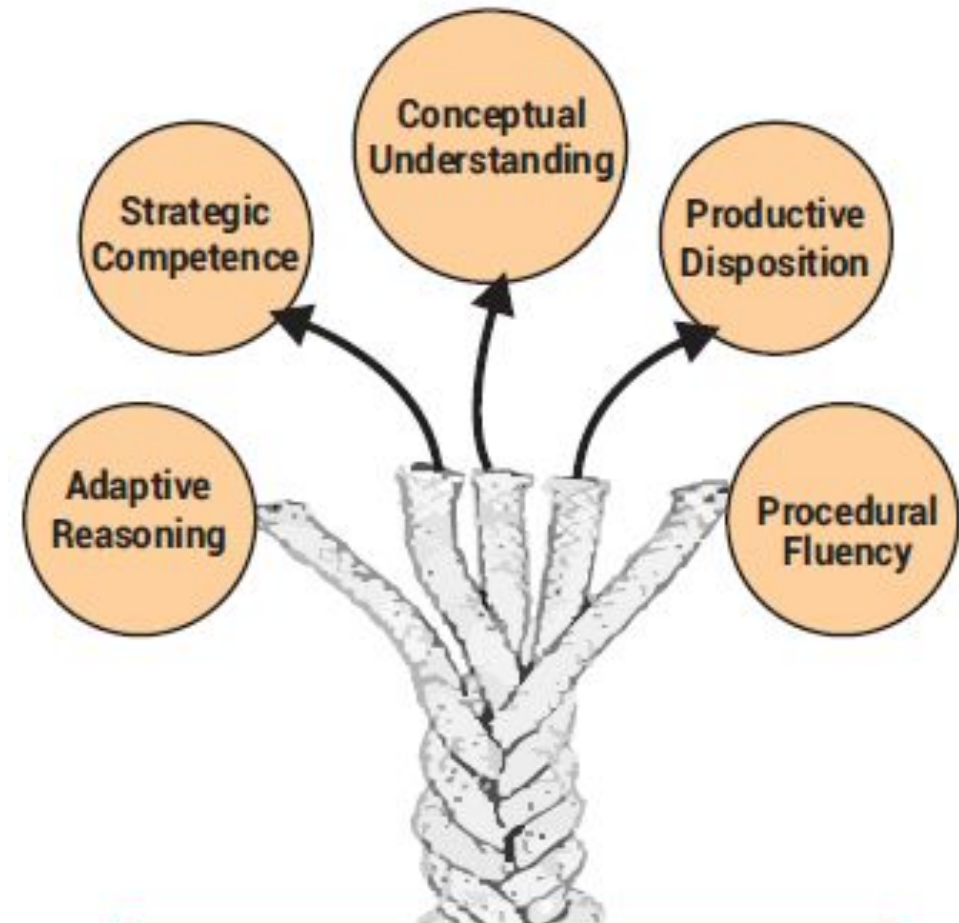 Conceptual
Understanding
Strategic
Competence
Productive
Disposition
Adaptive
Reasoning
Procedural
Fluency